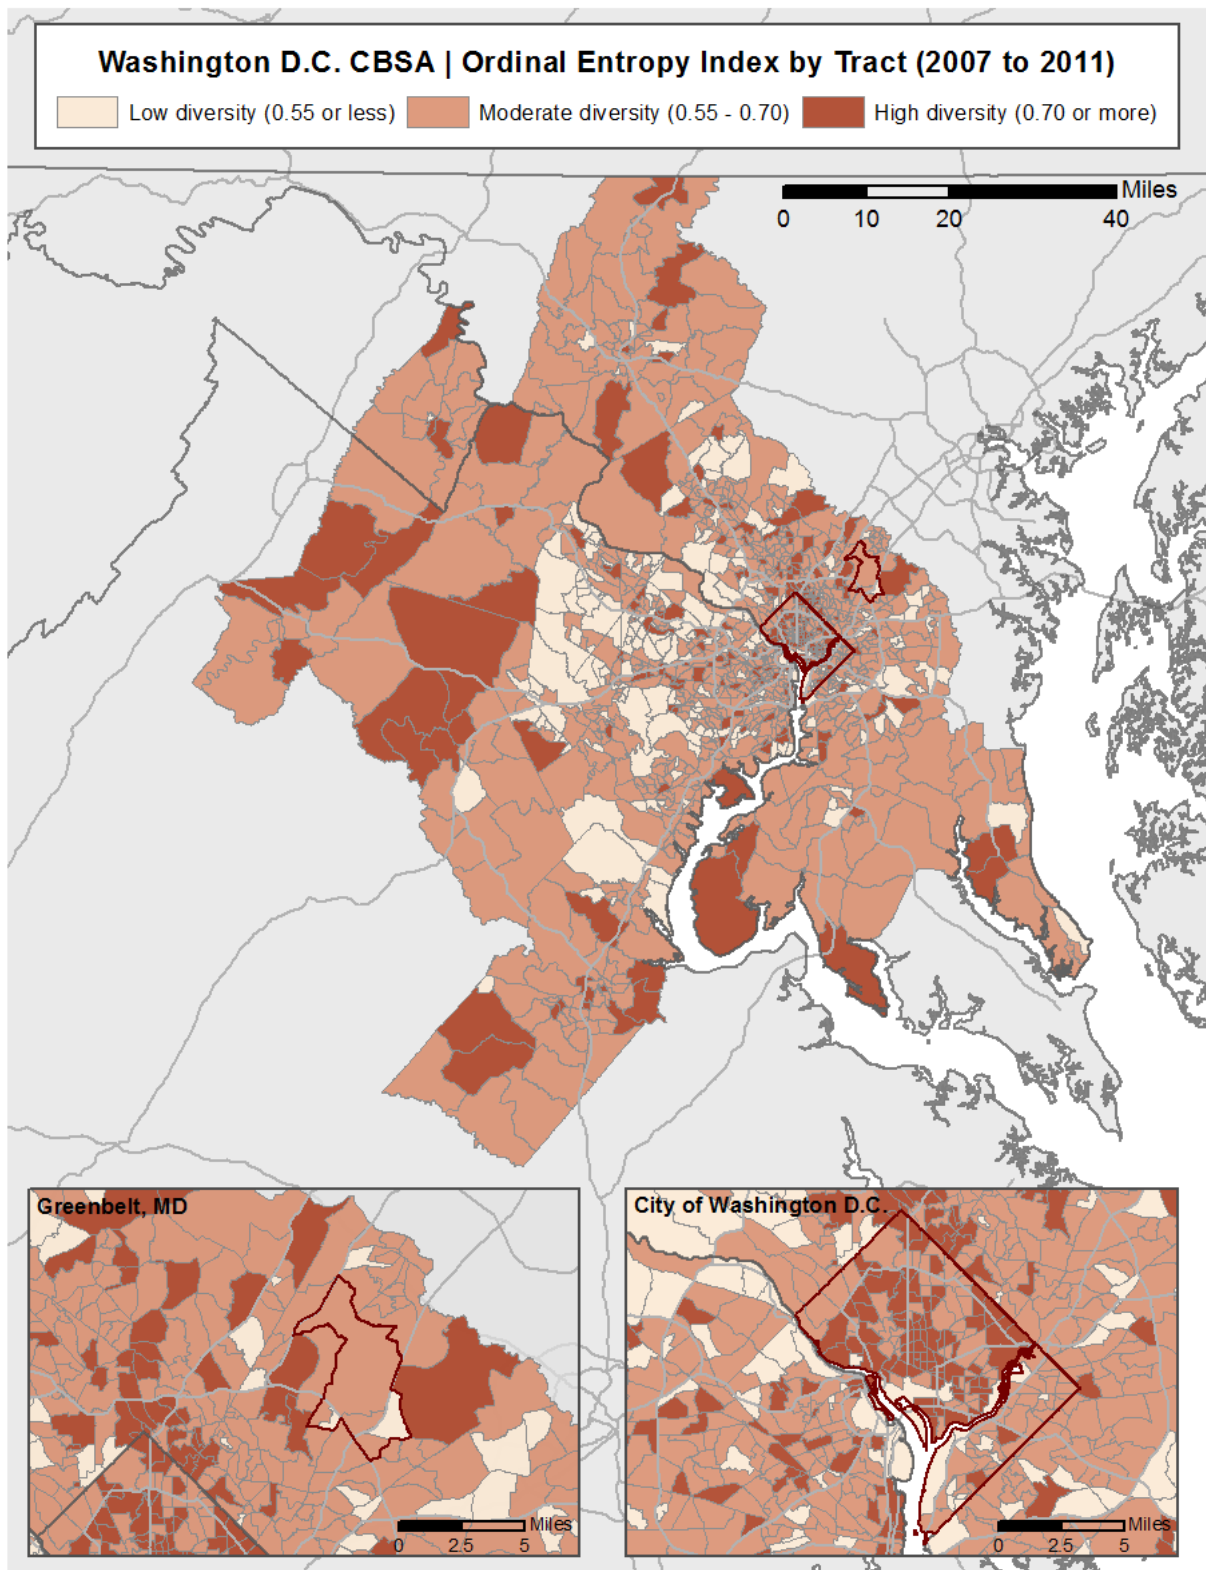 Washington D.C. CBSA | Ordinal Entropy Index by Tract (2007 to 2011)
Low diversity (0.55 or less) Moderate diversity (0.55 - 0.70) High diversity (0.70 or more)
Miles
0 10 20 40
Greenbelt, MD
City of Washington D.C.
Miles
0 2.5 5
Miles
0 2.5 5